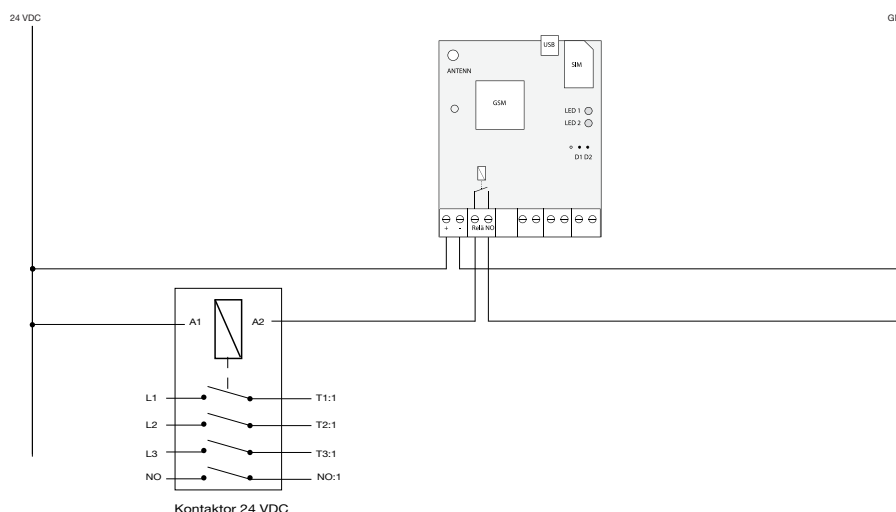 24 VDC
USB
SIM
ANTENN
GSM
LED 1
LED 2
D1 D2
+ - Relä NO
A1
A2
L1
T1:1
L2
T2:1
L3
T3:1
NO
NO:1
Kontaktor 24 VDC